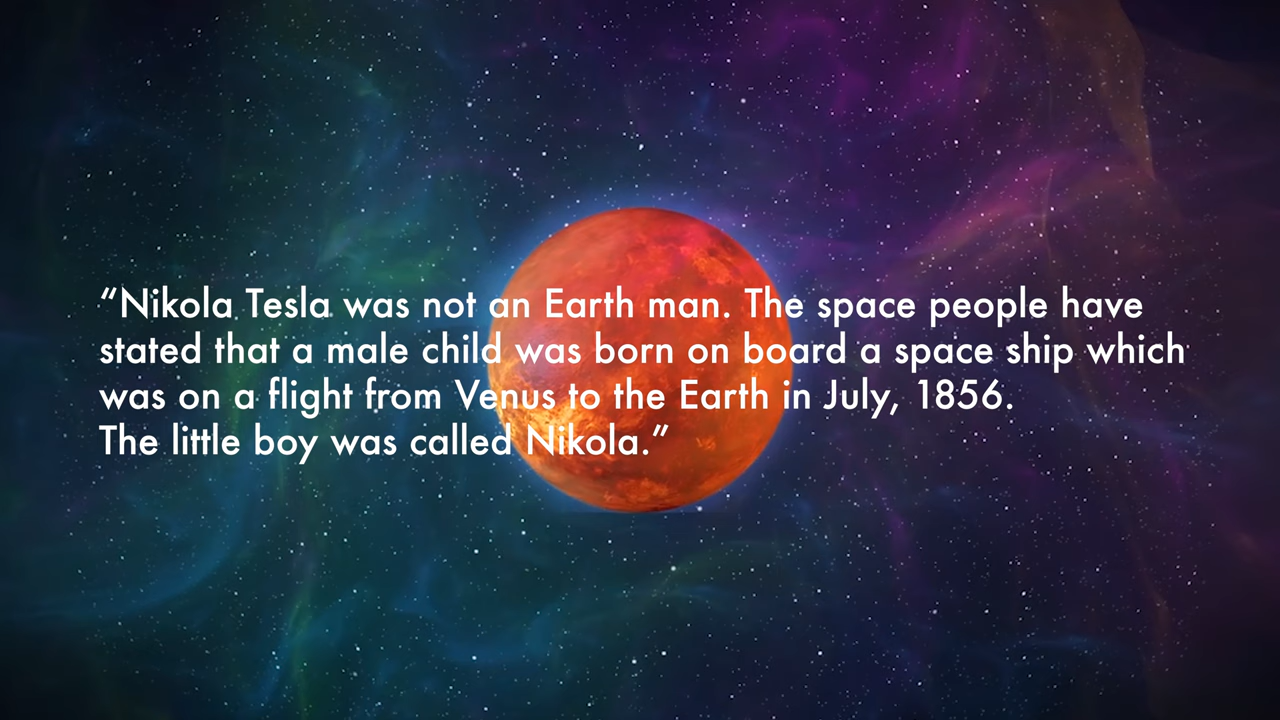 “Nikola Tesla was not an Earth man. The space people have
stated that a male child was born on board a space ship which
was on a flight from Venus to the Earth in July, 1856.
The little boy was called Nikola.”